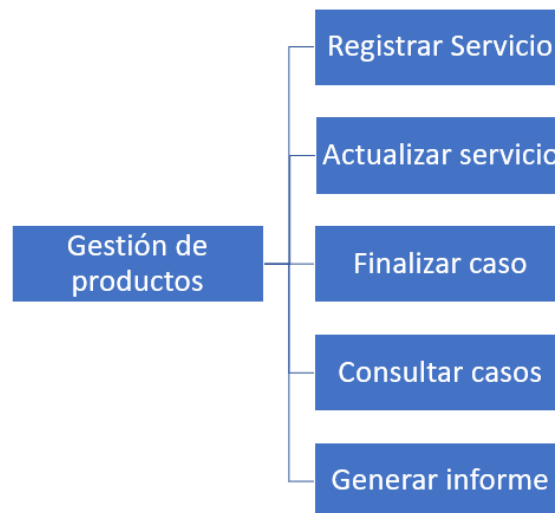 Registrar Servicio
Actualizar servicio
Gestión de
productos
Finalizar caso
Consultar casos
Generar informe